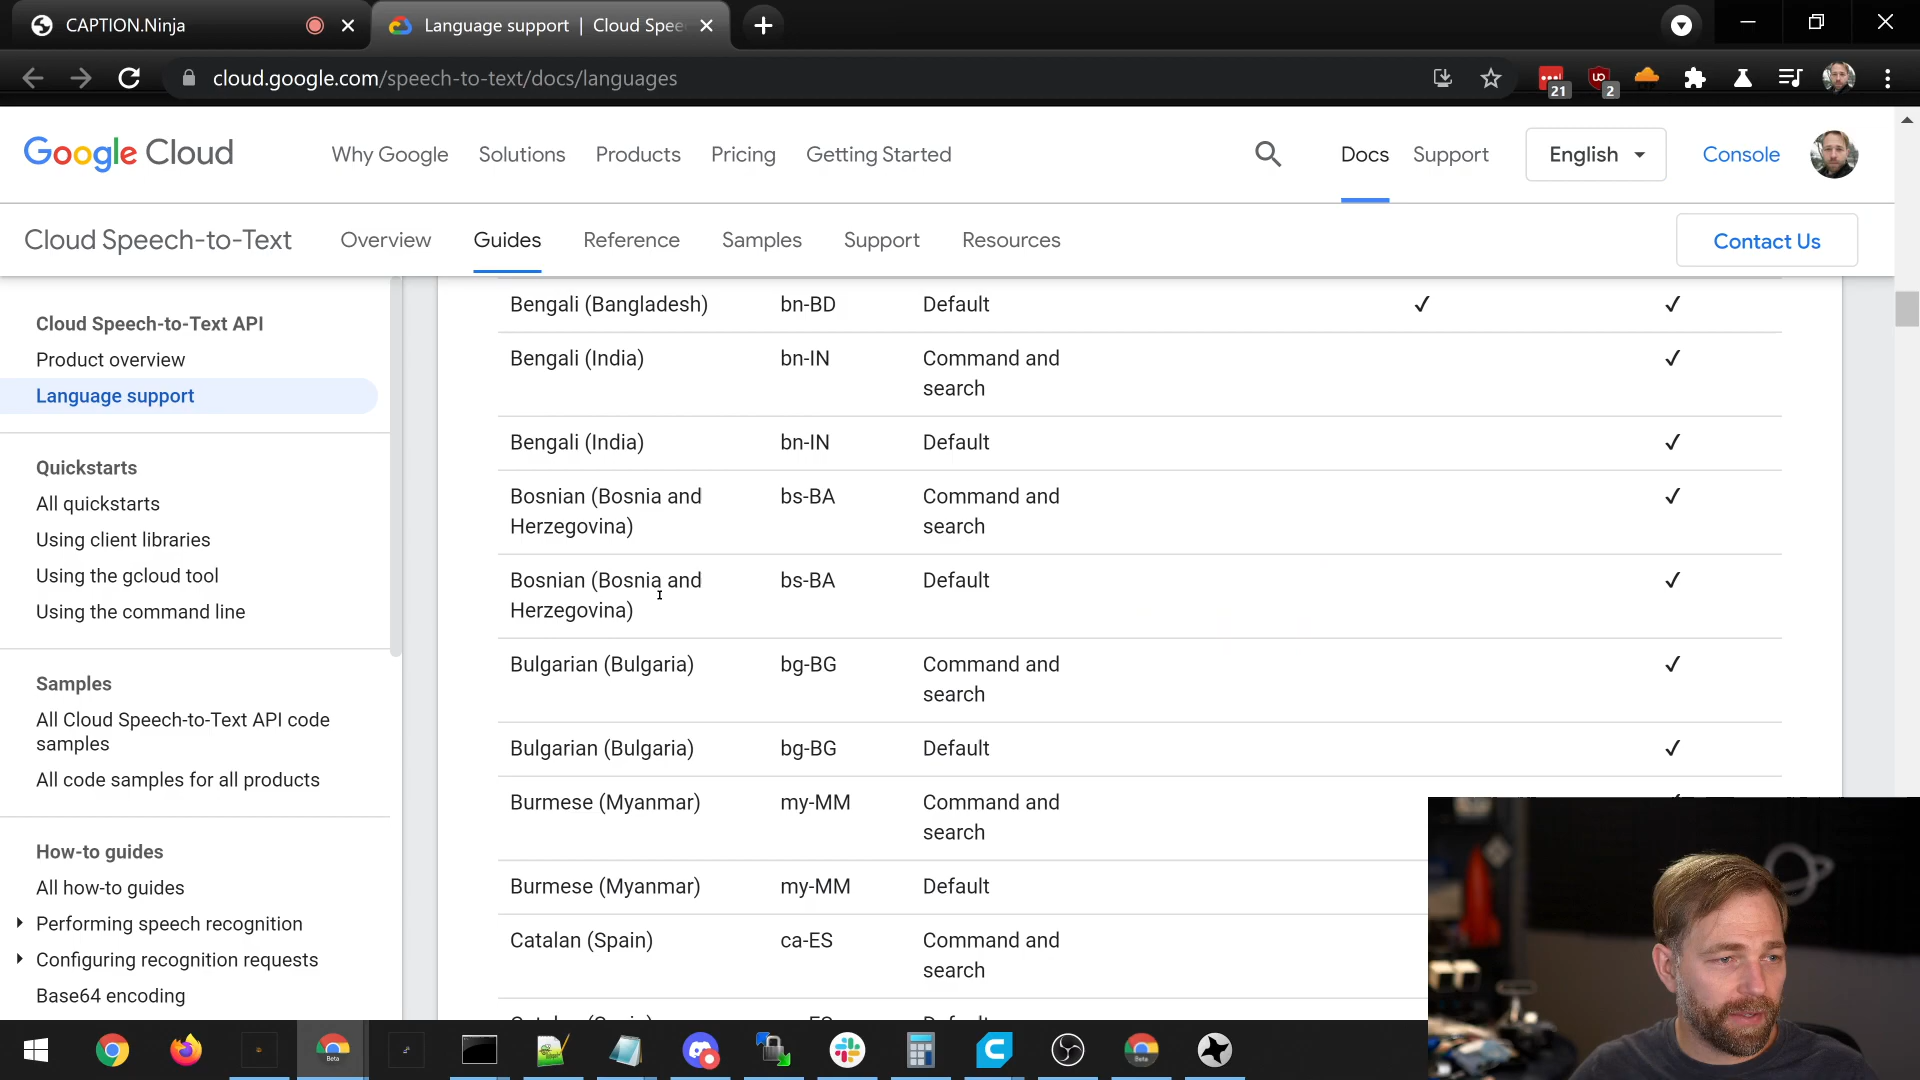 CAPTION.Ninja
Language support | Cloud Spee
cloud.google.com/speech-to-text/docs/languages
21
2
Google Cloud
Why Google
Solutions
Products
Pricing
Getting Started
Docs
Support
English
Console
Cloud Speech-to-Text
Overview
Guides
Reference
Samples
Support
Resources
Contact Us
Cloud Speech-to-Text API
Product overview
Language support
Quickstarts
All quickstarts
Using client libraries
Using the gcloud tool
Using the command line
Samples
All Cloud Speech-to-Text API code
samples
All code samples for all products
How-to guides
All how-to guides
Performing speech recognition
Configuring recognition requests
Base64 encoding
Bengali (Bangladesh) bn-BD Default ✓ ✓
Bengali (India) bn-IN Command and ✓
search
Bengali (India) bn-IN Default ✓
Bosnian (Bosnia and bs-BA Command and ✓
Herzegovina) search
Bosnian (Bosnia and bs-BA Default ✓
Herzegovina)
Bulgarian (Bulgaria) bg-BG Command and ✓
search
Bulgarian (Bulgaria) bg-BG Default ✓
Burmese (Myanmar) my-MM Command and
search
Burmese (Myanmar) my-MM Default
Catalan (Spain) ca-ES Command and
search
Beta
Beta